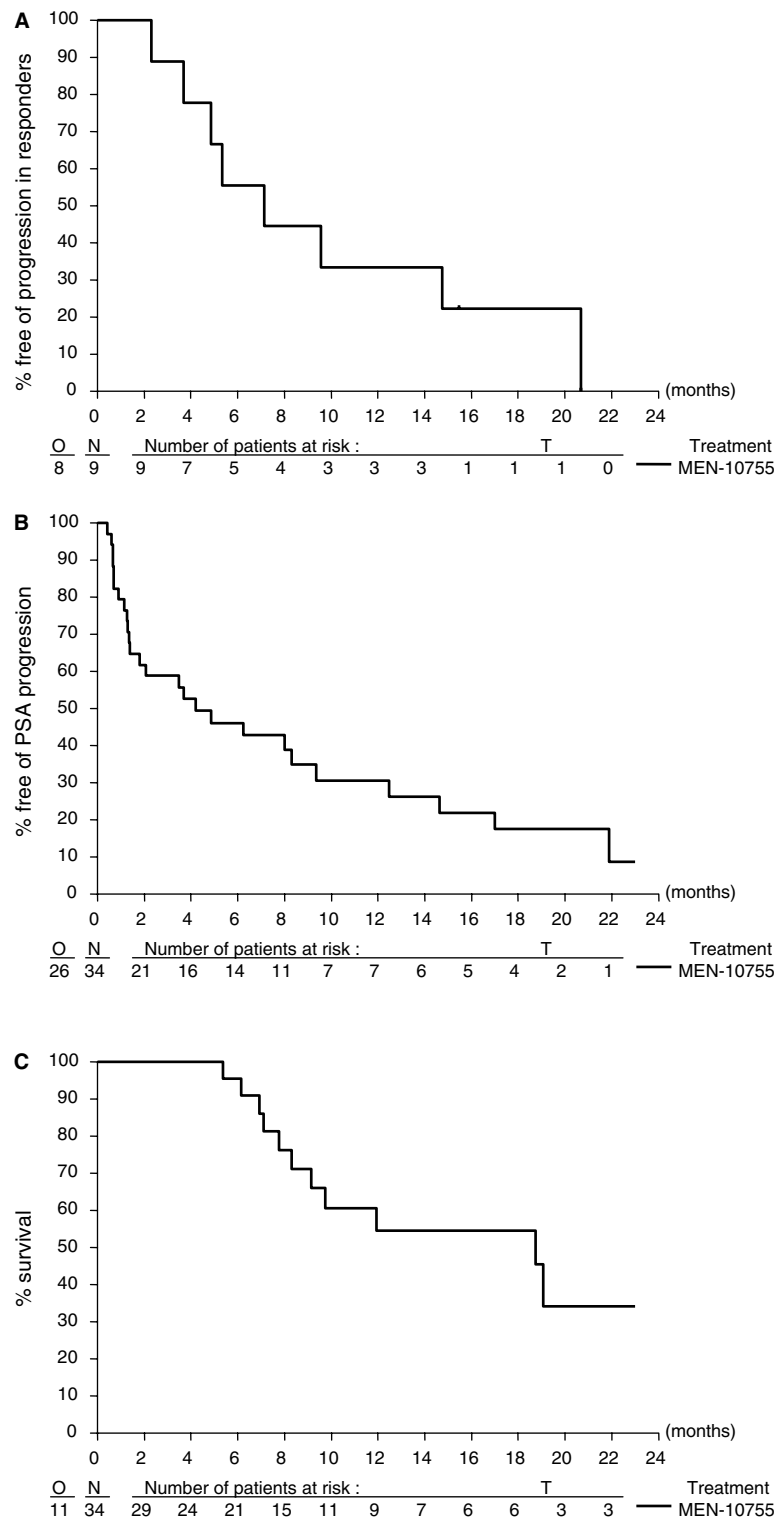 A
% free of progression in responders
100
90
80
70
60
50
40
30
20
10
0
(months)
0 2 4 6 8 10 12 14 16 18 20 22 24
O N Number of patients at risk : T Treatment
8 9 9 7 5 4 3 3 3 1 1 1 0 MEN-10755
B
% free of PSA progression
100
90
80
70
60
50
40
30
20
10
0
(months)
0 2 4 6 8 10 12 14 16 18 20 22 24
O N Number of patients at risk : T Treatment
26 34 21 16 14 11 7 7 6 5 4 2 1 MEN-10755
C
% survival
100
90
80
70
60
50
40
30
20
10
0
(months)
0 2 4 6 8 10 12 14 16 18 20 22 24
O N Number of patients at risk : T Treatment
11 34 29 24 21 15 11 9 7 6 6 3 3 MEN-10755